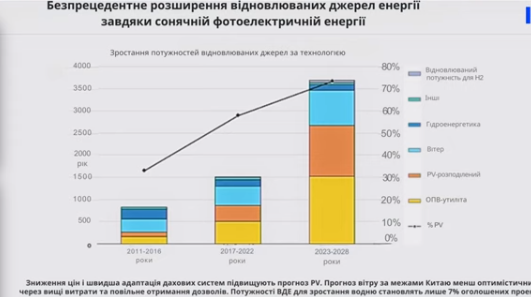 Безпрецедентне розширення відновлюваних джерел енергії
завдяки сонячній фотоелектричній енергії
Зростання потужностей відновлюваних джерел за технологією
4000
3500
3000
2500
2000
рік
1500
1000
500
0
2011-2016
роки
2017-2022
роки
2023-2028
роки
80%
70%
60%
50%
40%
30%
20%
10%
0%
Відновлюваний
потужність для H2
Інші
Гідроенергетика
Вітер
PV-розподілений
ОПВ-утиліта
% PV
Зниження цін і швидша адаптація дахових систем підвищують прогноз PV. Прогноз вітру за межами Китаю менш оптимістичн
через вищі витрати та повільне отримання дозволів. Потужності ВДЕ для зростання водню становлять лише 7% оголошених прое